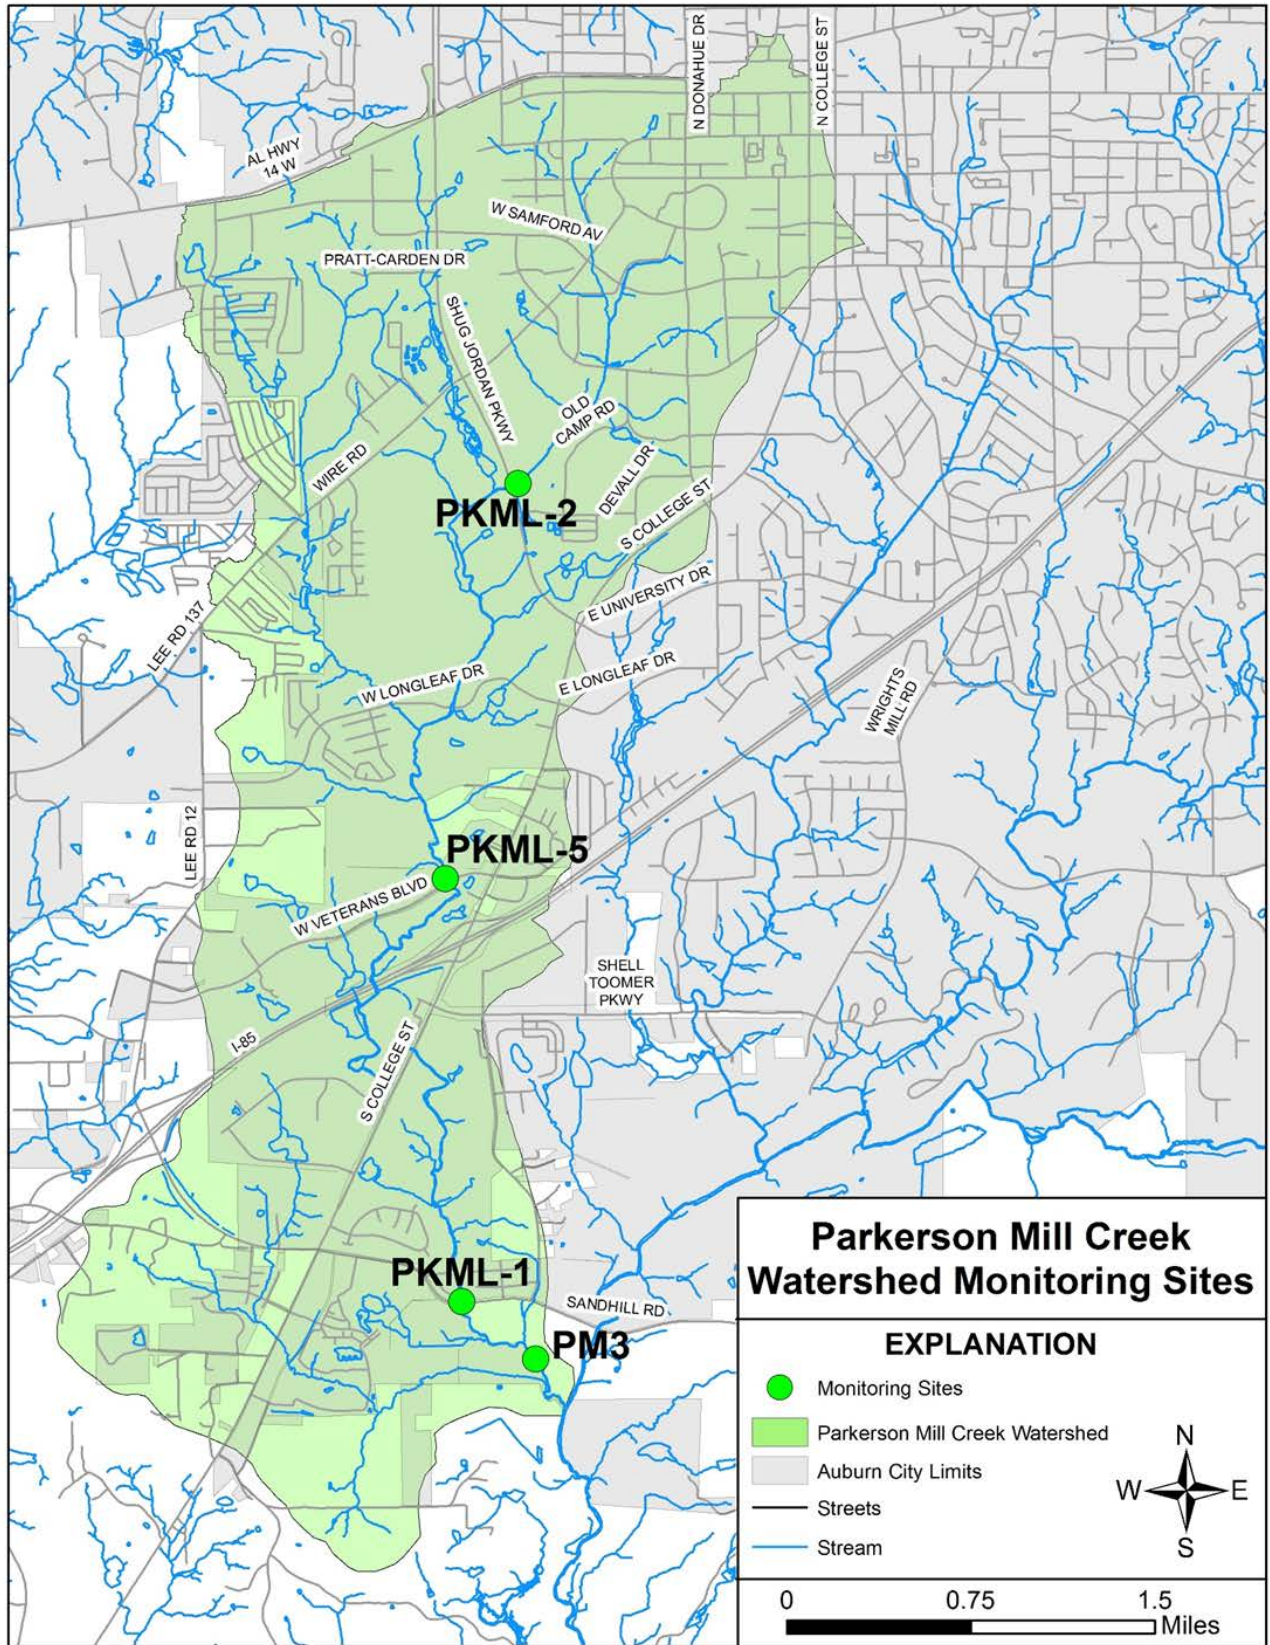 N DONAHUE DR
N COLLEGE ST
AL HWY
14 W
W SAMFORD AV
PRATT-CARDEN DR
SHUG JORDAN PKWY
OLD
CAMP RD
WIRE RD
DEVALL DR
PKML-2
S COLLEGE ST
E UNIVERSITY DR
LEE RD 137
W LONGLEAF DR
E LONGLEAF DR
WRIGHTS
MILL RD
LEE RD 12
PKML-5
W VETERANS BLVD
SHELL
TOOMER
PKWY
I-85
S COLLEGE ST
PKML-1
SANDHILL RD
PM3
Parkerson Mill Creek
Watershed Monitoring Sites
EXPLANATION
Monitoring Sites
Parkerson Mill Creek Watershed
Auburn City Limits
Streets
Stream
N
W E
S
0 0.75 1.5
Miles